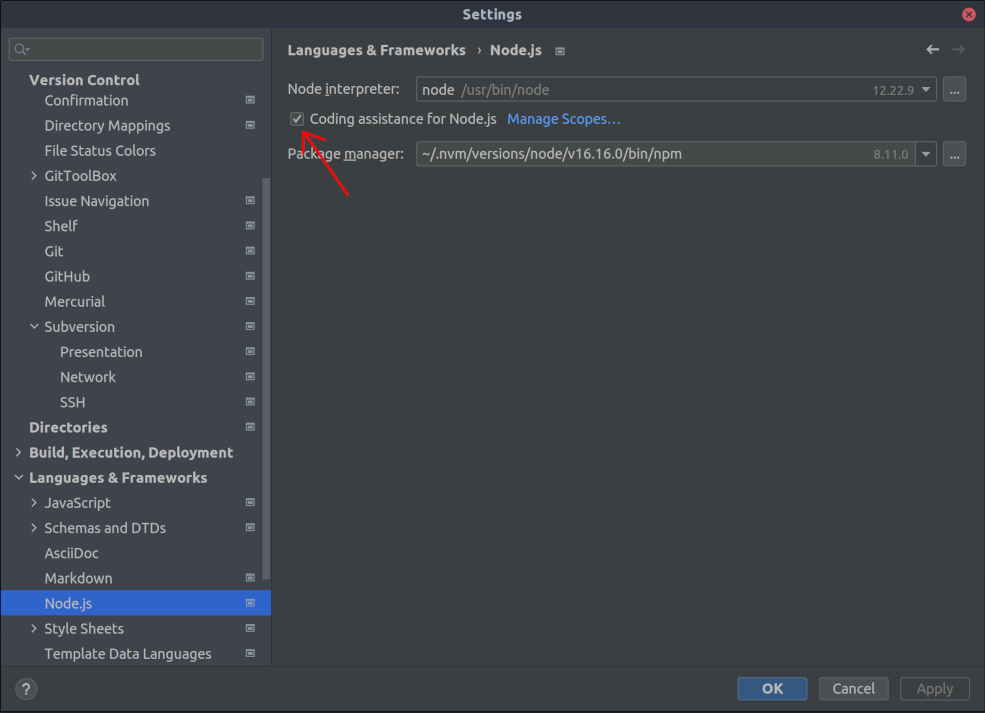 Settings
Version Control
Confirmation
Directory Mappings
File Status Colors
GitToolBox
Issue Navigation
Shelf
Git
GitHub
Mercurial
Subversion
Presentation
Network
SSH
Directories
Build, Execution, Deployment
Languages & Frameworks
JavaScript
Schemas and DTDs
AsciiDoc
Markdown
Node.js
Style Sheets
Template Data Languages
Languages & Frameworks › Node.js
Node interpreter: node /usr/bin/node 12.22.9 ...
Coding assistance for Node.js Manage Scopes...
Package manager: ~/.nvm/versions/node/v16.16.0/bin/npm 8.11.0 ...
? OK Cancel Apply